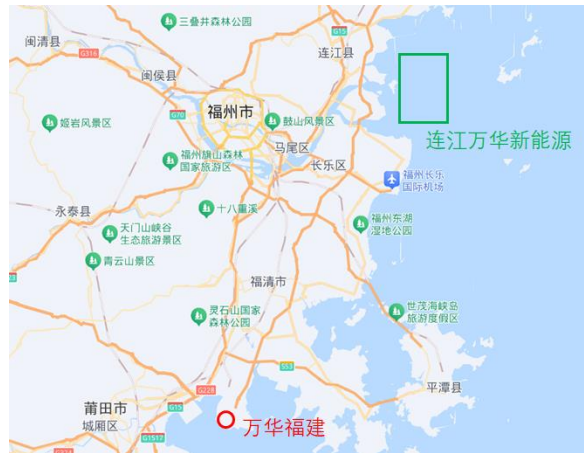 三叠井森林公园
G15
闽清县
G316
连江县
闽侯县
G70
福州市
鼓山风景区
姬岩风景区
连江万华新能源
马尾区
福州旗山森林
国家旅游区
长乐区
福州长乐
国际机场
永泰县
十八重溪
福州东湖
湿地公园
天门山峡谷
生态旅游景区
青云山景区
福清市
灵石山国家
森林公园
世茂海峡岛
旅游度假区
S53
平潭县
G228
莆田市
G15
城厢区
万华福建
G1517